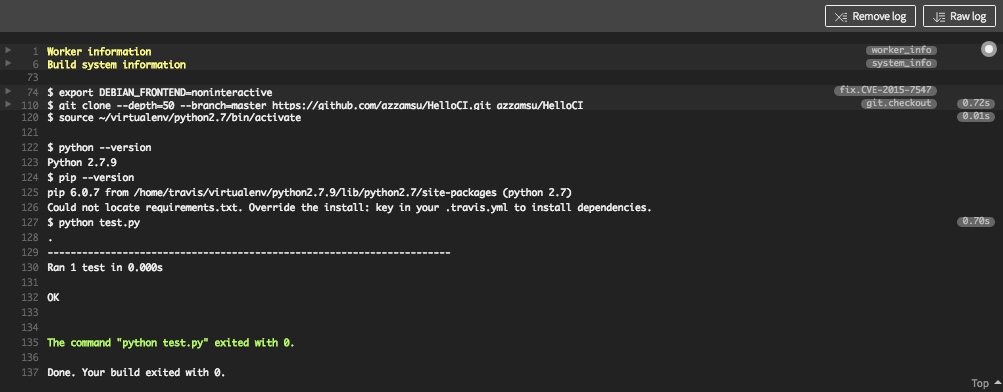 Remove log Raw log
1 Worker information worker_info
6 Build system information system_info
73
74 $ export DEBIAN_FRONTEND=noninteractive fix.CVE-2015-7547
110 $ git clone --depth=50 --branch=master https://github.com/azzamsu/HelloCI.git azzamsu/HelloCI git.checkout 0.72s
120 $ source ~/virtualenv/python2.7/bin/activate 0.01s
121
122 $ python --version
123 Python 2.7.9
124 $ pip --version
125 pip 6.0.7 from /home/travis/virtualenv/python2.7.9/lib/python2.7/site-packages (python 2.7)
126 Could not locate requirements.txt. Override the install: key in your .travis.yml to install dependencies.
127 $ python test.py 0.70s
128 .
129 ----------------------------------------------------------------------
130 Ran 1 test in 0.000s
131
132 OK
133
134
135 The command "python test.py" exited with 0.
136
137 Done. Your build exited with 0.
Top